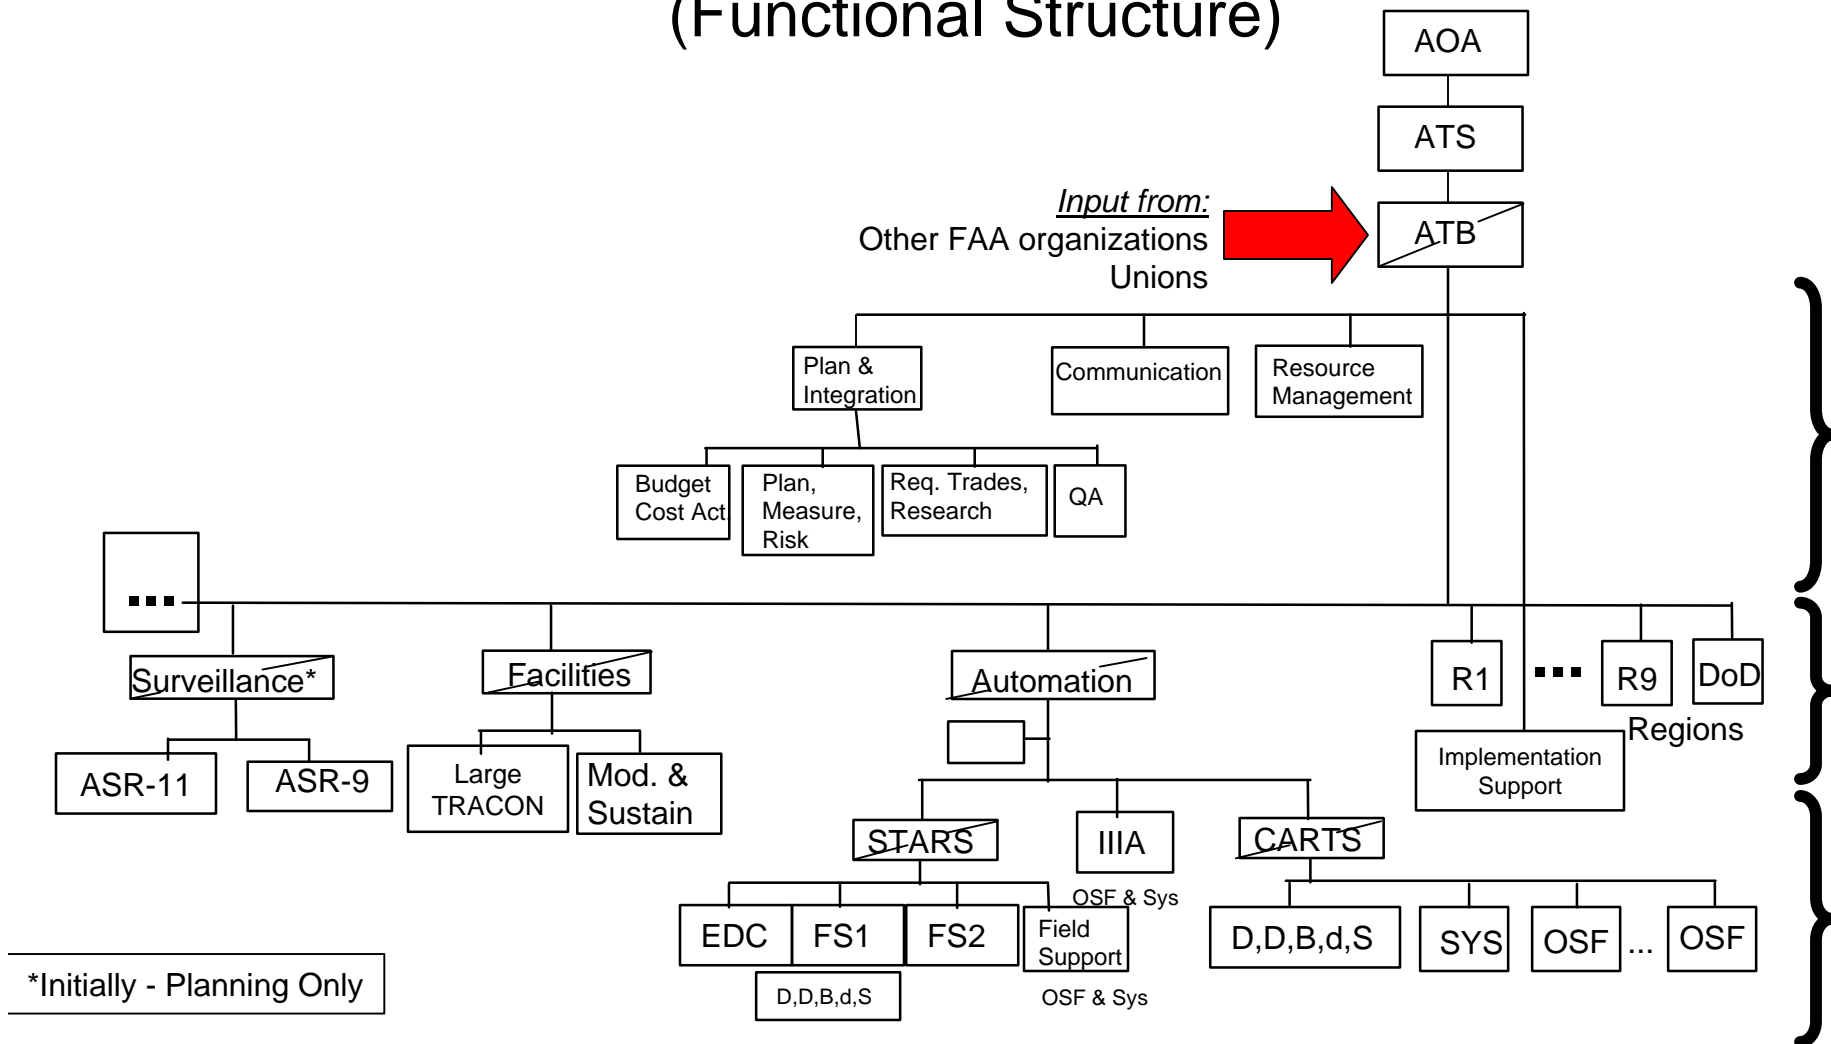 (Functional Structure)
AOA
ATS
Input from:
Other FAA organizations
Unions
ATB
Plan &
Integration
Communication
Resource
Management
Budget
Cost Act.
Plan,
Measure,
Risk
Req. Trades,
Research
QA
...
Surveillance*
Facilities
Automation
R1
...
R9
DoD
Regions
ASR-11
ASR-9
Large
TRACON
Mod. &
Sustain
Implementation
Support
STARS
IIIA
CARTS
OSF & Sys
EDC
FS1
FS2
Field
Support
D,D,B,d,S
SYS
OSF
...
OSF
D,D,B,d,S
OSF & Sys
*Initially - Planning Only